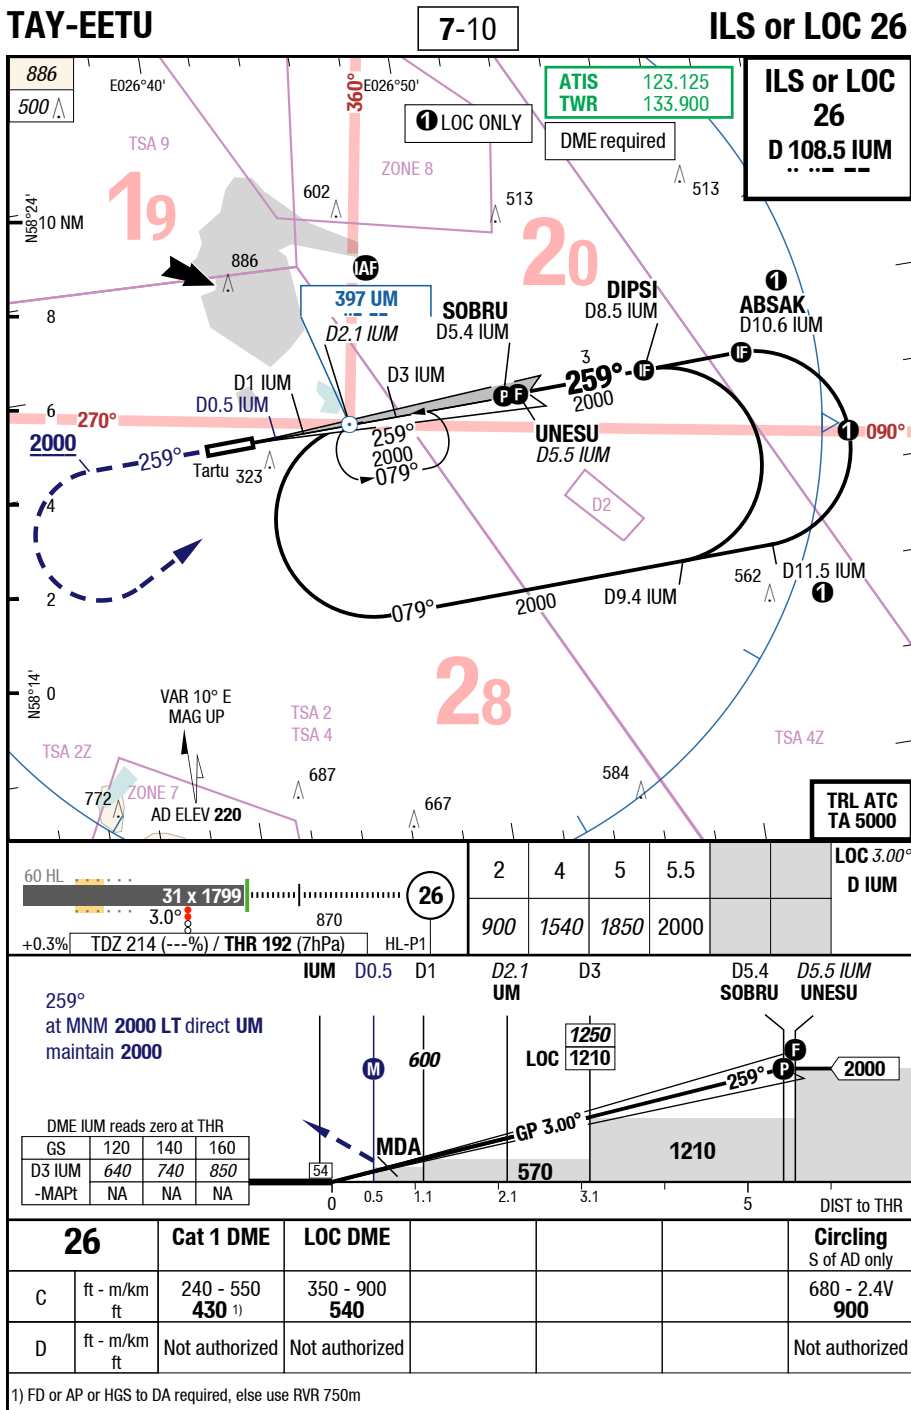 TAY-EETU
7-10
ILS or LOC 26
886
500
E026°40'
360°
E026°50'
ATIS 123.125
TWR 133.900
ILS or LOC
26
D 108.5 IUM
1 LOC ONLY
DME required
TSA 9
ZONE 8
N58°24'
10 NM
19
602
513
513
20
886
IAF
397 UM
D2.1 IUM
SOBRU
D5.4 IUM
DIPSI
D8.5 IUM
1
ABSAK
D10.6 IUM
8
IF
IF
D1 IUM
D3 IUM
3
259°
2000
P F
D0.5 IUM
6
270°
2000
259°
Tartu
323
259°
2000
079°
UNESU
D5.5 IUM
1
090°
4
D2
2
079°
2000
D9.4 IUM
562
D11.5 IUM
1
0
N58°14'
28
VAR 10° E
MAG UP
TSA 2
TSA 4
TSA 2Z
TSA 4Z
772
ZONE 7
687
584
667
AD ELEV 220
TRL ATC
TA 5000
60 HL
31 x 1799
3.0°
870
26
+0.3%
TDZ 214 (---%) / THR 192 (7hPa)
HL-P1
2 4 5 5.5
LOC 3.00°
D IUM
900 1540 1850 2000
IUM D0.5 D1 D2.1 D3 D5.4 D5.5 IUM
UM SOBRU UNESU
259°
at MNM 2000 LT direct UM
maintain 2000
M
600
1250
LOC 1210
F
P
2000
259°
GP 3.00°
MDA
1210
570
54
DME IUM reads zero at THR
GS 120 140 160
D3 IUM 640 740 850
-MAPt NA NA NA
0 0.5 1.1 2.1 3.1 5
DIST to THR
26 Cat 1 DME LOC DME Circling
S of AD only
C ft - m/km 240 - 550 350 - 900 680 - 2.4V
ft 430 1) 540 900
D ft - m/km Not authorized Not authorized Not authorized
ft
1) FD or AP or HGS to DA required, else use RVR 750m